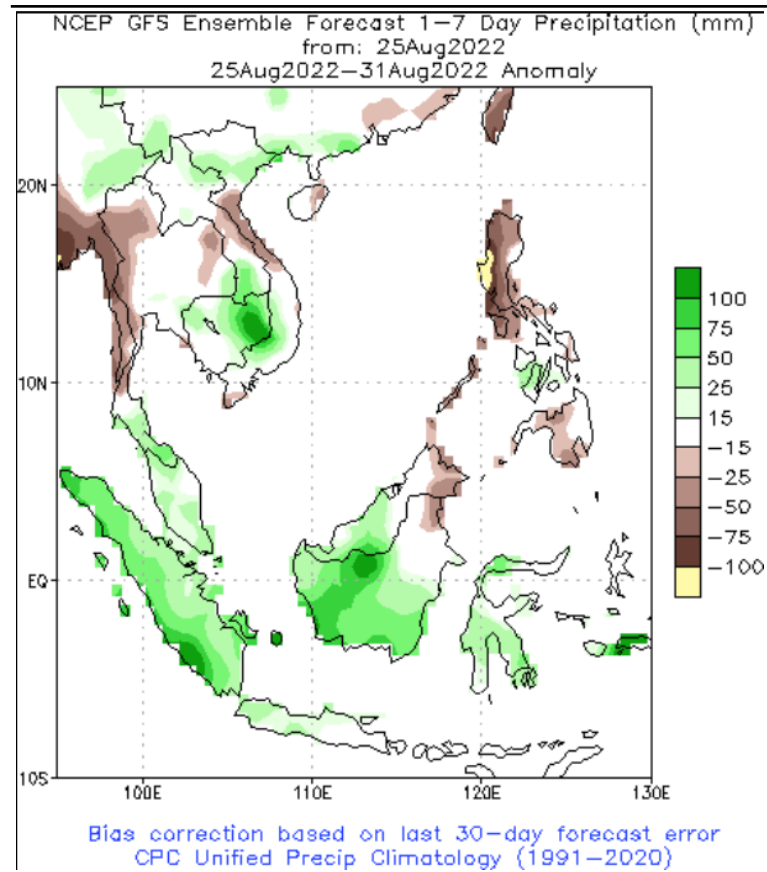 NCEP GFS Ensemble Forecast 1–7 Day Precipitation (mm)
from: 25Aug2022
25Aug2022–31Aug2022 Anomaly
20N
10N
EQ
10S
100E
110E
120E
130E
100
75
50
25
15
−15
−25
−50
−75
−100
Bias correction based on last 30–day forecast error
CPC Unified Precip Climatology (1991–2020)